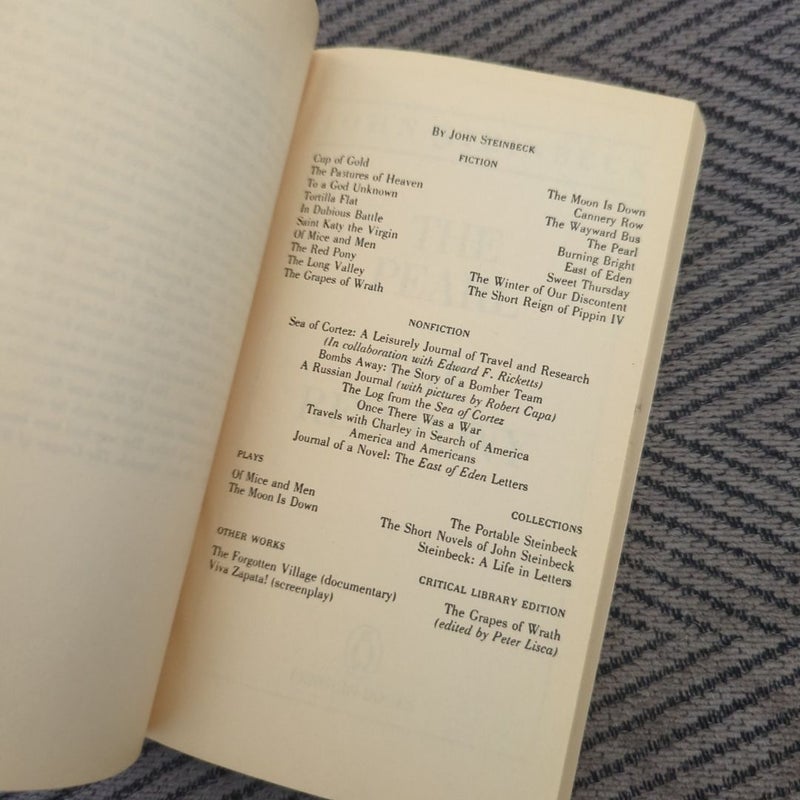 By John Steinbeck
FICTION
Cup of Gold
The Pastures of Heaven
To a God Unknown
Tortilla Flat
In Dubious Battle
Saint Katy the Virgin
Of Mice and Men
The Red Pony
The Long Valley
The Grapes of Wrath
The Moon Is Down
Cannery Row
The Wayward Bus
The Pearl
Burning Bright
East of Eden
Sweet Thursday
The Winter of Our Discontent
The Short Reign of Pippin IV
NONFICTION
Sea of Cortez: A Leisurely Journal of Travel and Research
(In collaboration with Edward F. Ricketts)
Bombs Away: The Story of a Bomber Team
A Russian Journal (with pictures by Robert Capa)
The Log from the Sea of Cortez
Once There Was a War
Travels with Charley in Search of America
America and Americans
Journal of a Novel: The East of Eden Letters
PLAYS
Of Mice and Men
The Moon Is Down
COLLECTIONS
The Portable Steinbeck
The Short Novels of John Steinbeck
Steinbeck: A Life in Letters
OTHER WORKS
The Forgotten Village (documentary)
Viva Zapata! (screenplay)
CRITICAL LIBRARY EDITION
The Grapes of Wrath
(edited by Peter Lisca)